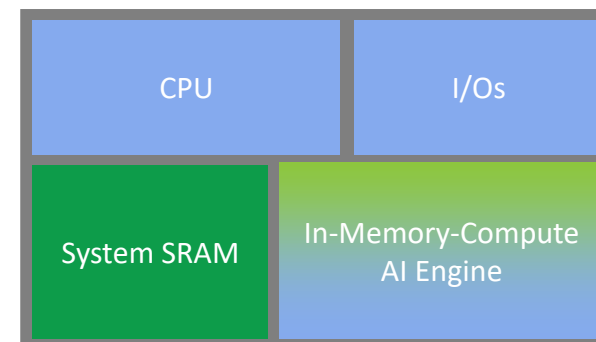 CPU
I/Os
System SRAM
In-Memory-Compute
AI Engine